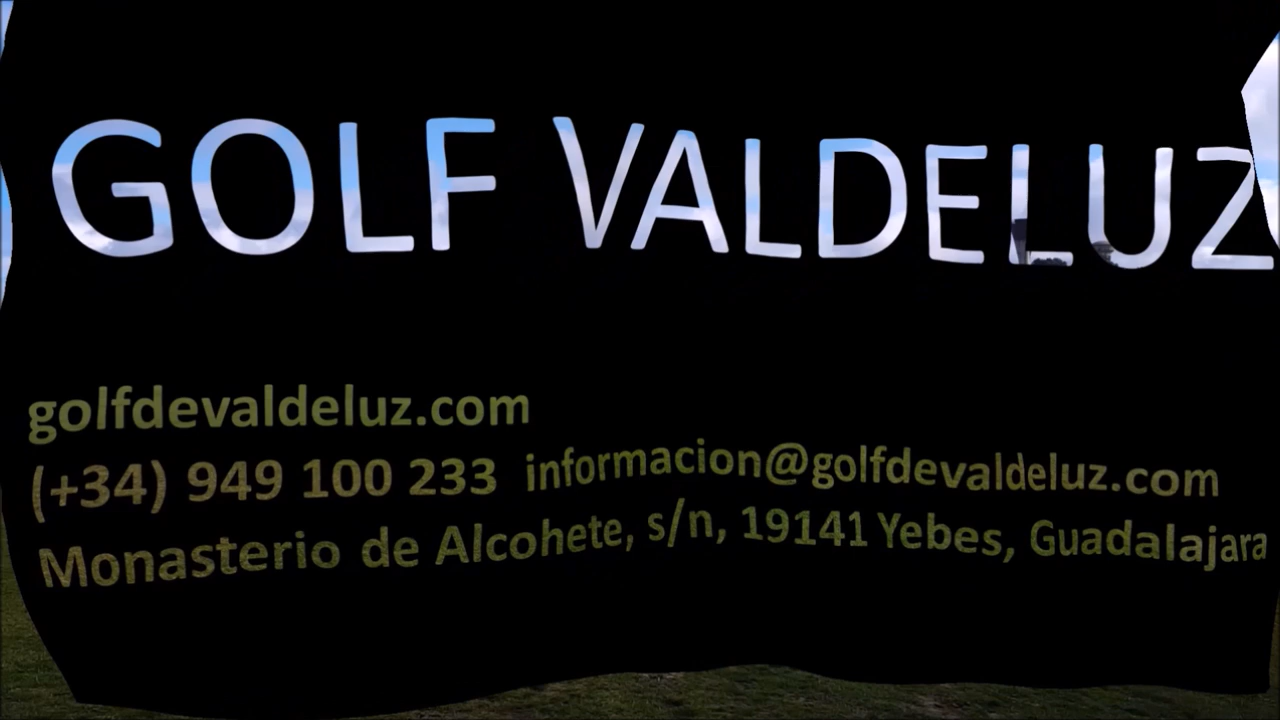 GOLF VALDELUZ
golfdevaldeluz.com
(+34) 949 100 233 informacion@golfdevaldeluz.com
Monasterio de Alcohete, s/n, 19141 Yebes, Guadalajara